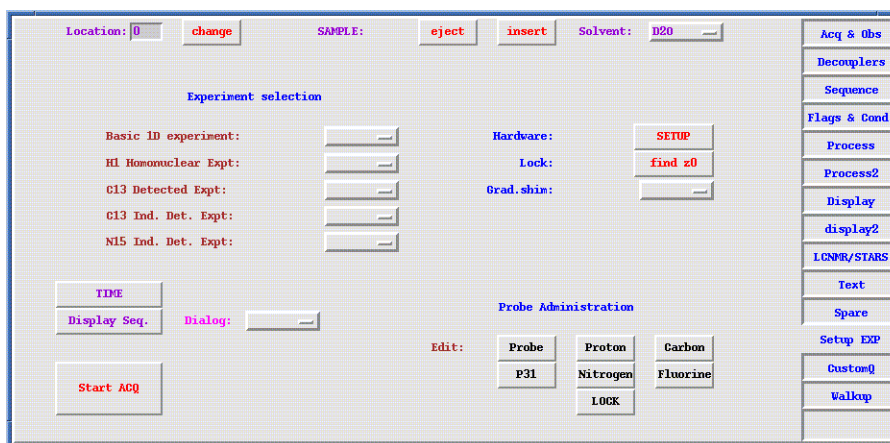 Location: 0 change SAMPLE: eject insert Solvent: D2O
Experiment selection
Basic 1D experiment:
H1 Homonuclear Expt:
C13 Detected Expt:
C13 Ind. Det. Expt:
N15 Ind. Det. Expt:
Hardware: SETUP
Lock: find z0
Grad.shim:
TIME
Display Seq. Dialog:
Start ACQ
Probe Administration
Edit: Probe Proton Carbon
P31 Nitrogen Fluorine
LOCK
Acq & Obs
Decouplers
Sequence
Flags & Cond
Process
Process2
Display
display2
LCNMR/STARS
Text
Spare
Setup EXP
CustomQ
Walkup